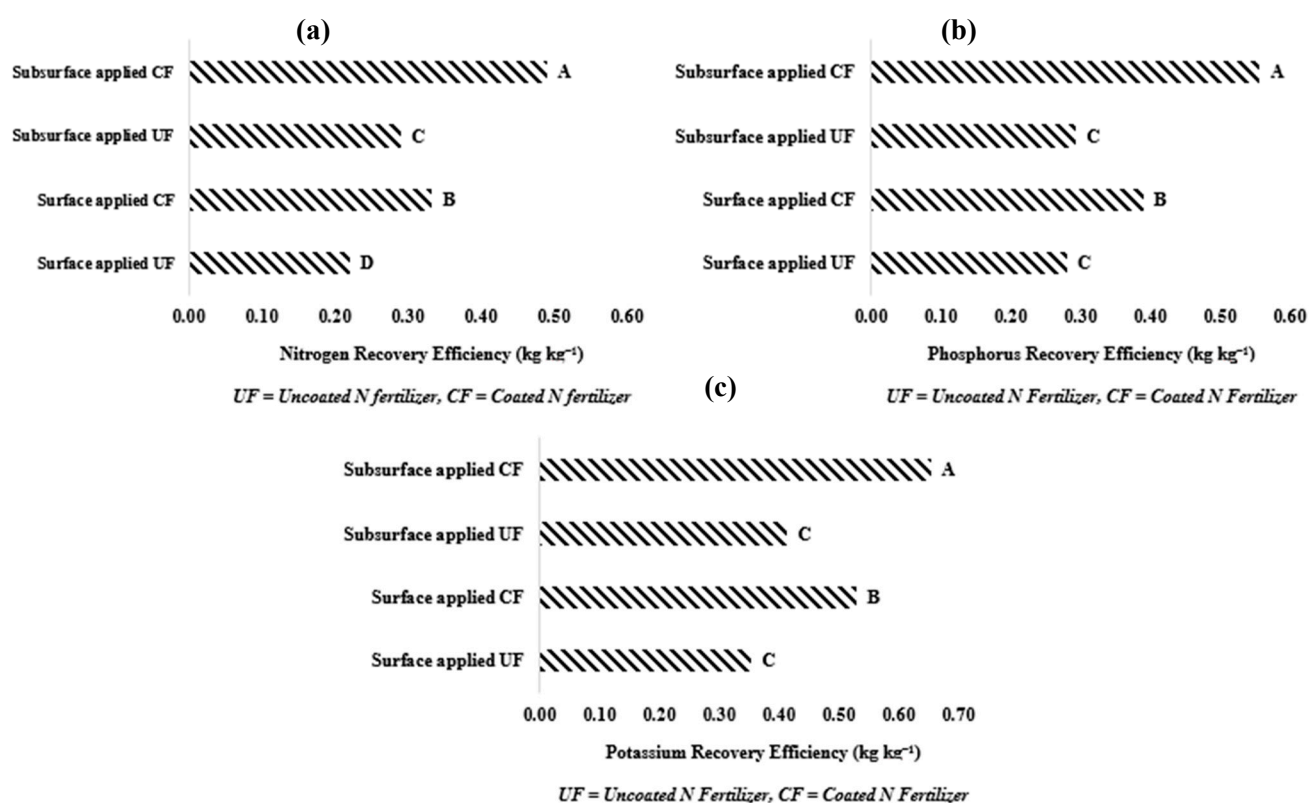 (a)
Subsurface applied CF
A
Subsurface applied UF
C
Surface applied CF
B
Surface applied UF
D
0.00 0.10 0.20 0.30 0.40 0.50 0.60
Nitrogen Recovery Efficiency (kg kg⁻¹)
UF = Uncoated N fertilizer, CF = Coated N fertilizer
(b)
Subsurface applied CF
A
Subsurface applied UF
C
Surface applied CF
B
Surface applied UF
C
0.00 0.10 0.20 0.30 0.40 0.50 0.60
Phosphorus Recovery Efficiency (kg kg⁻¹)
UF = Uncoated N Fertilizer, CF = Coated N Fertilizer
(c)
Subsurface applied CF
A
Subsurface applied UF
C
Surface applied CF
B
Surface applied UF
C
0.00 0.10 0.20 0.30 0.40 0.50 0.60 0.70
Potassium Recovery Efficiency (kg kg⁻¹)
UF = Uncoated N Fertilizer, CF = Coated N Fertilizer